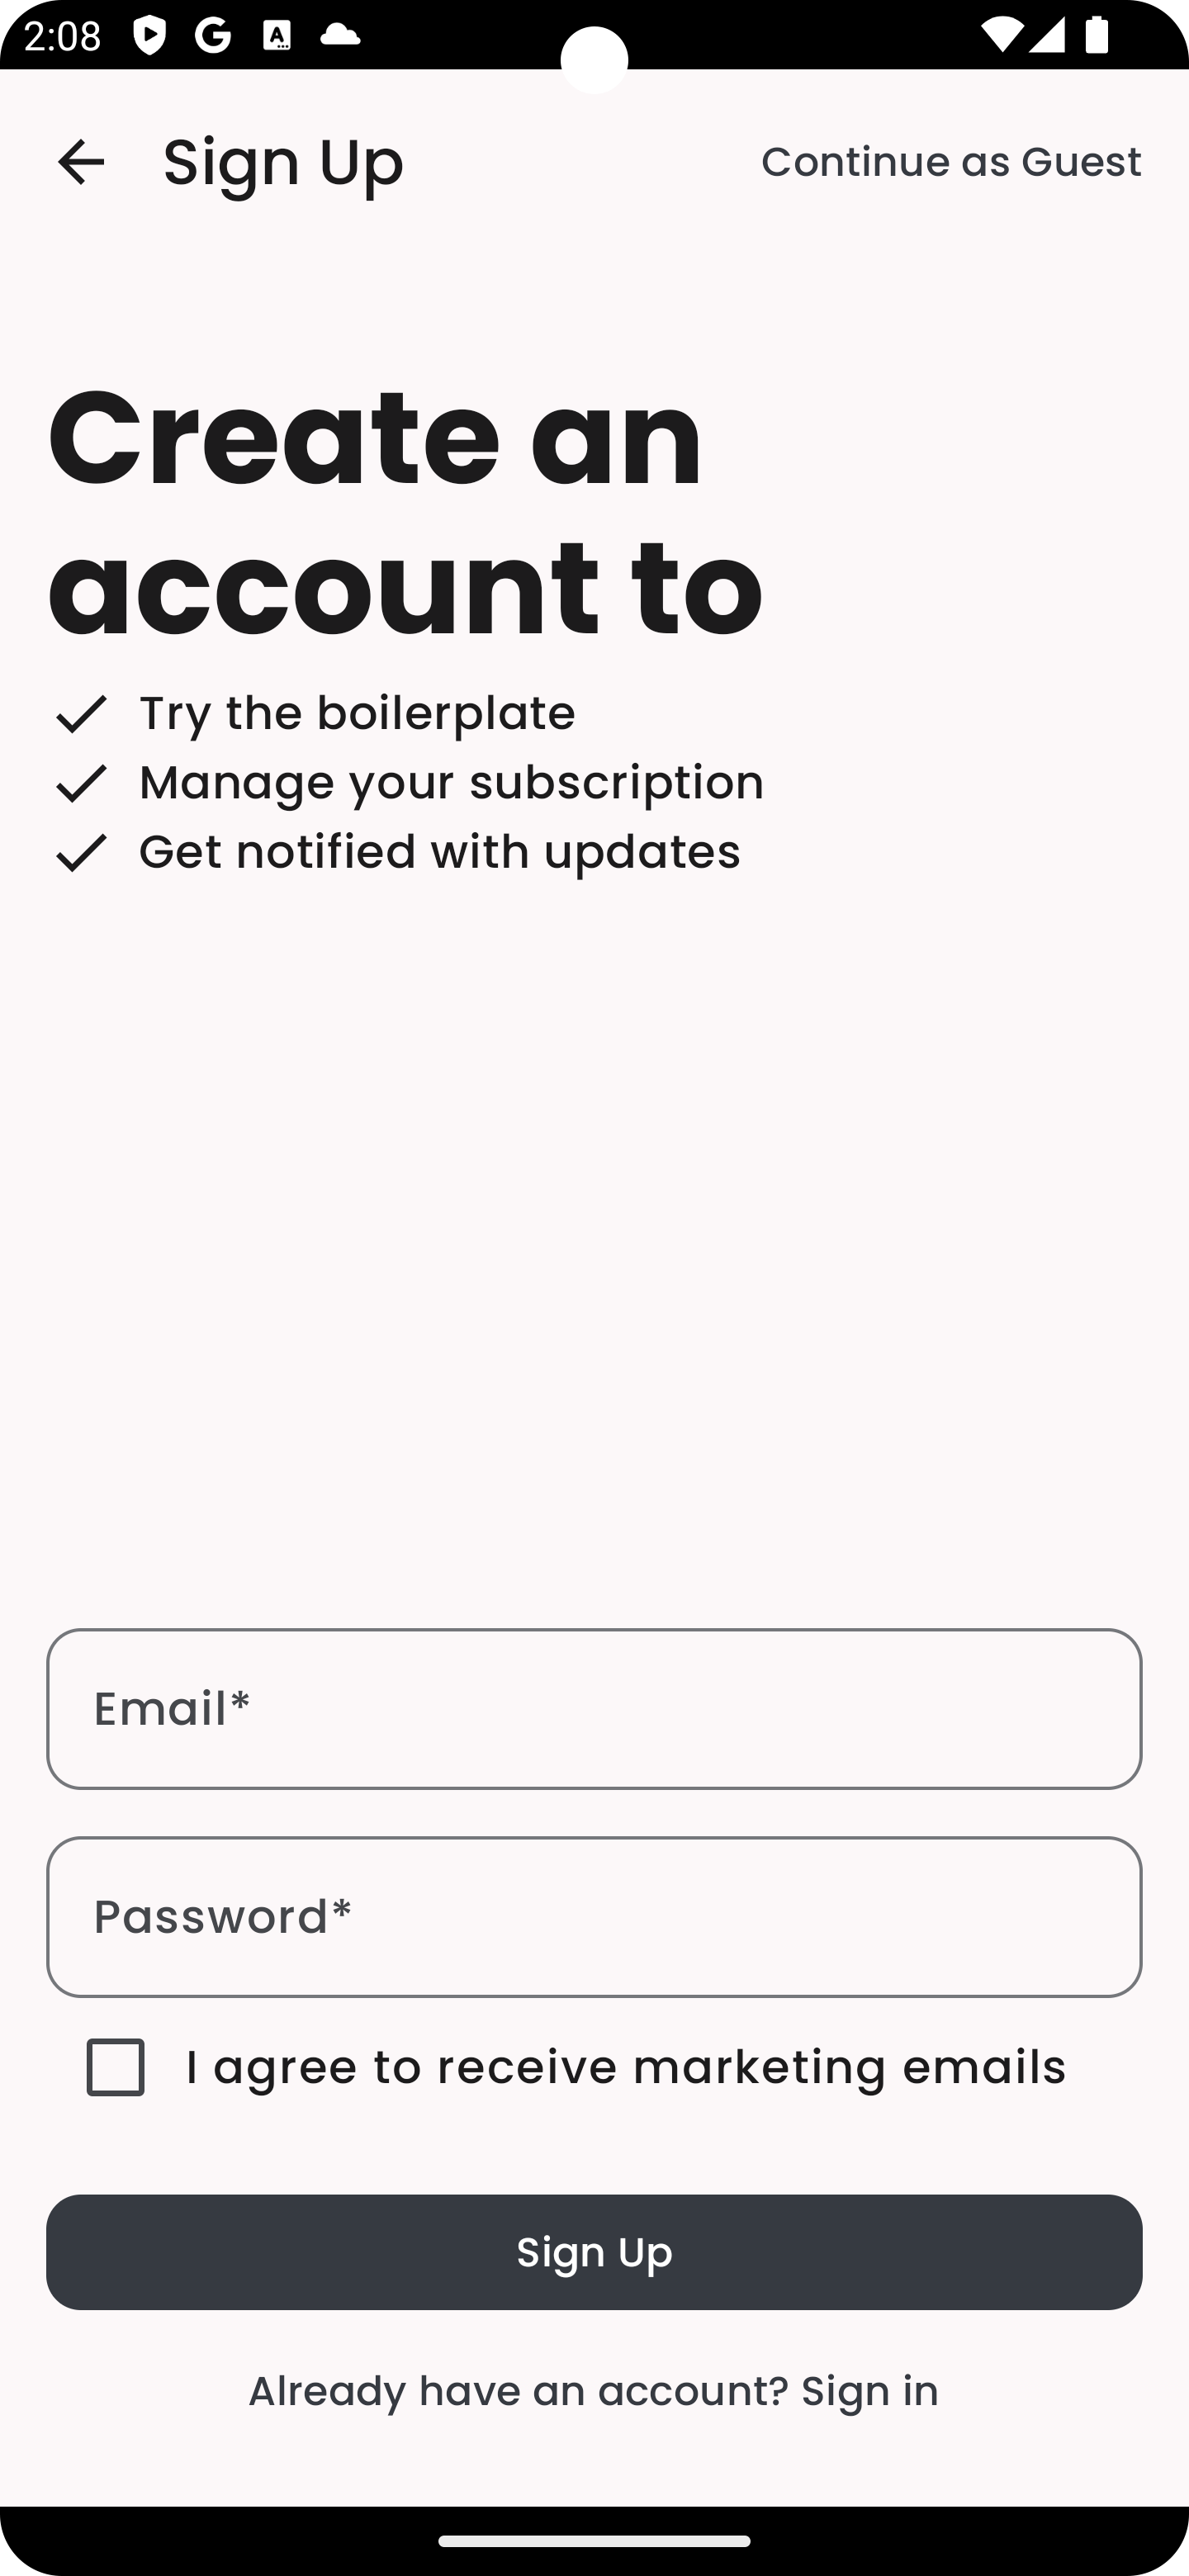 2:08
Sign Up
Continue as Guest
Create an
account to
Try the boilerplate
Manage your subscription
Get notified with updates
Email*
Password*
I agree to receive marketing emails
Sign Up
Already have an account? Sign in